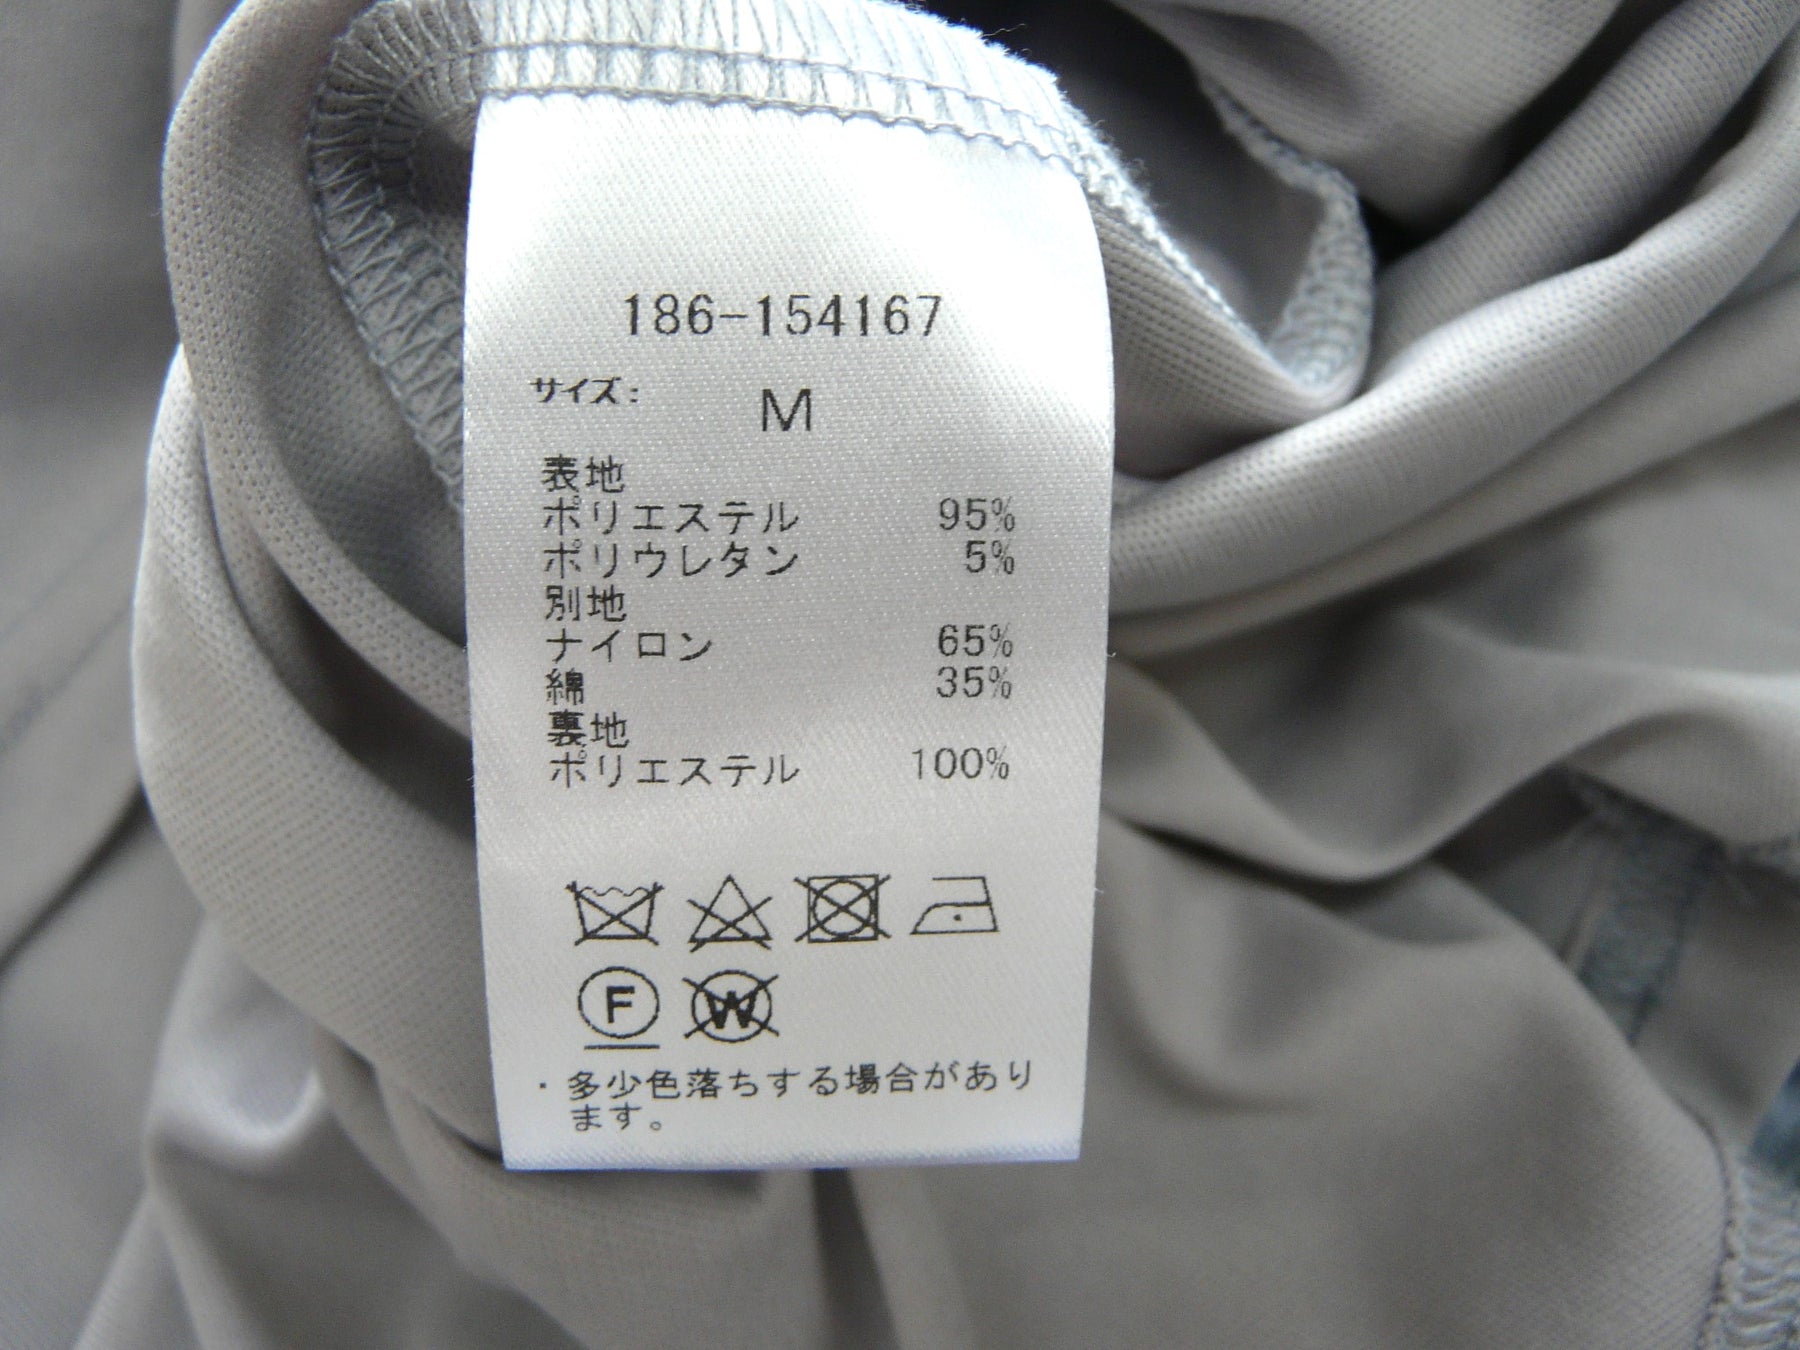 186-154167
サイズ: M
表地
ポリエステル 95%
ポリウレタン 5%
別地
ナイロン 65%
綿 35%
裏地
ポリエステル 100%
F W
・多少色落ちする場合があり
ます。